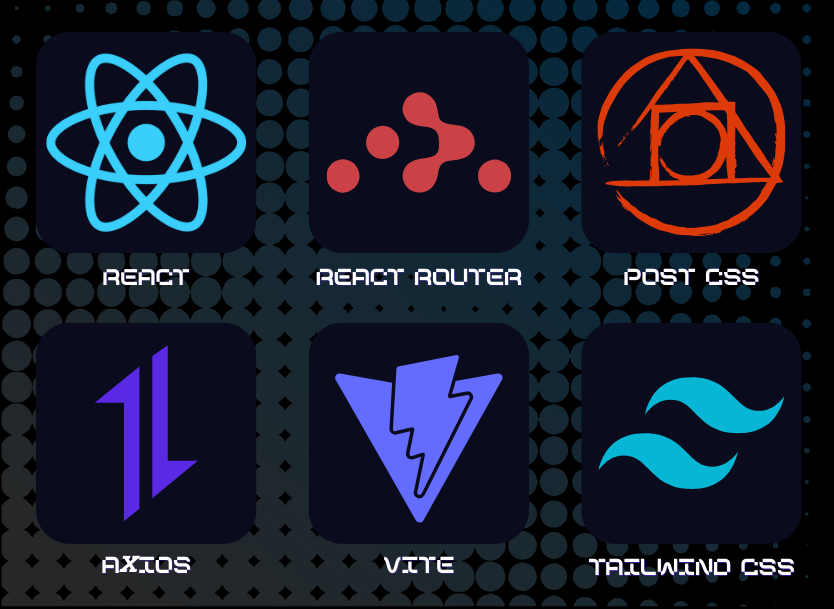 REACT
REACT ROUTER
POST CSS
AXIOS
VITE
TAILWIND CSS